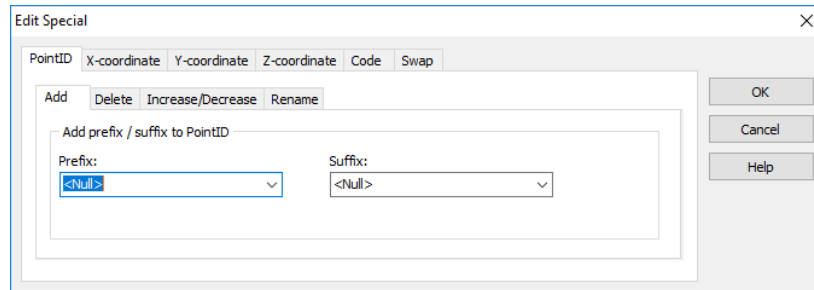 Edit Special
PointID X-coordinate Y-coordinate Z-coordinate Code Swap
Add Delete Increase/Decrease Rename
OK
Add prefix / suffix to PointID
Cancel
Prefix: Suffix:
Help
<Null> <Null>